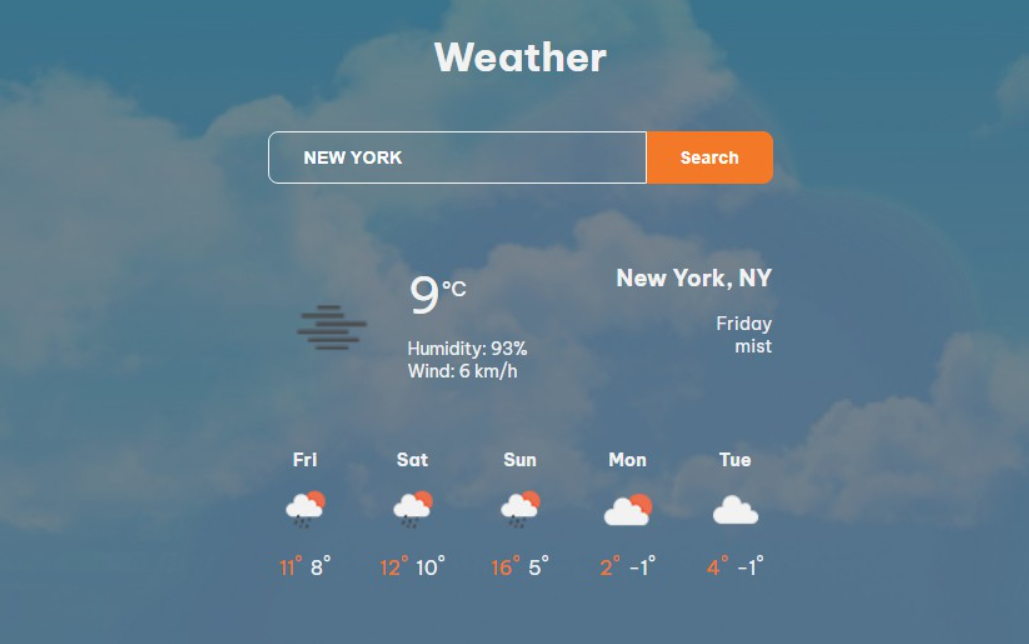 Weather
NEW YORK
Search
9°C
Humidity: 93%
Wind: 6 km/h
New York, NY
Friday
mist
Fri Sat Sun Mon Tue
11° 8° 12° 10° 16° 5° 2° -1° 4° -1°